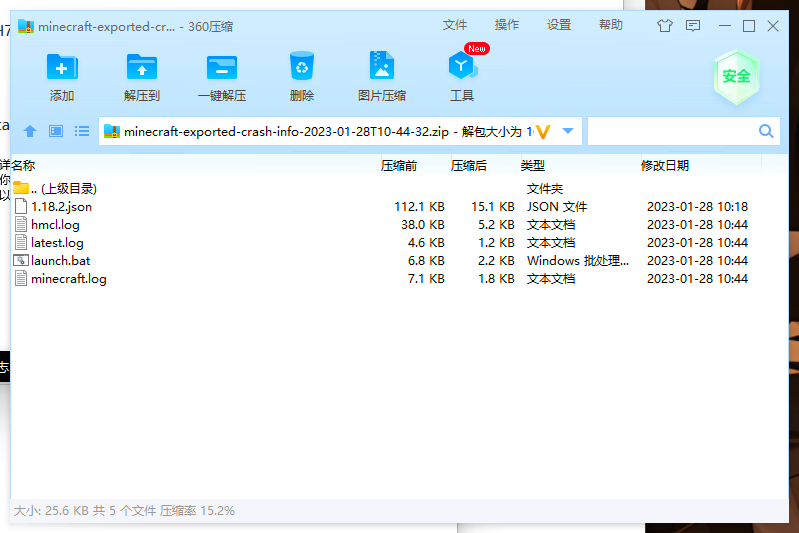 minecraft-exported-cr... - 360压缩
文件 操作 设置 帮助
添加 解压到 一键解压 删除 图片压缩 工具
New
安全
minecraft-exported-crash-info-2023-01-28T10-44-32.zip - 解包大小为 1
名称 压缩前 压缩后 类型 修改日期
.. (上级目录) 文件夹
1.18.2.json 112.1 KB 15.1 KB JSON 文件 2023-01-28 10:18
hmcl.log 38.0 KB 5.2 KB 文本文档 2023-01-28 10:44
latest.log 4.6 KB 1.2 KB 文本文档 2023-01-28 10:44
launch.bat 6.8 KB 2.2 KB Windows 批处理... 2023-01-28 10:44
minecraft.log 7.1 KB 1.8 KB 文本文档 2023-01-28 10:44
大小: 25.6 KB 共 5 个文件 压缩率 15.2%
H7
ta
详
你
以
志